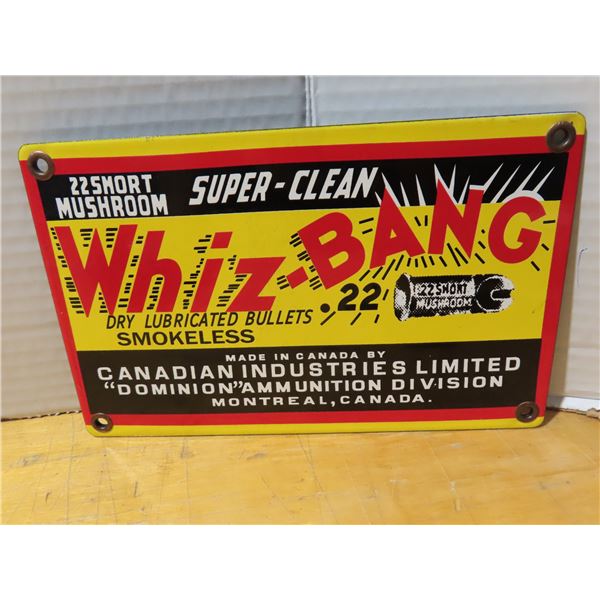 22 SHORT
MUSHROOM
SUPER-CLEAN
Whiz-BANG
DRY LUBRICATED BULLETS
SMOKELESS
.22
22 SHORT
MUSHROOM
MADE IN CANADA BY
CANADIAN INDUSTRIES LIMITED
"DOMINION" AMMUNITION DIVISION
MONTREAL, CANADA.